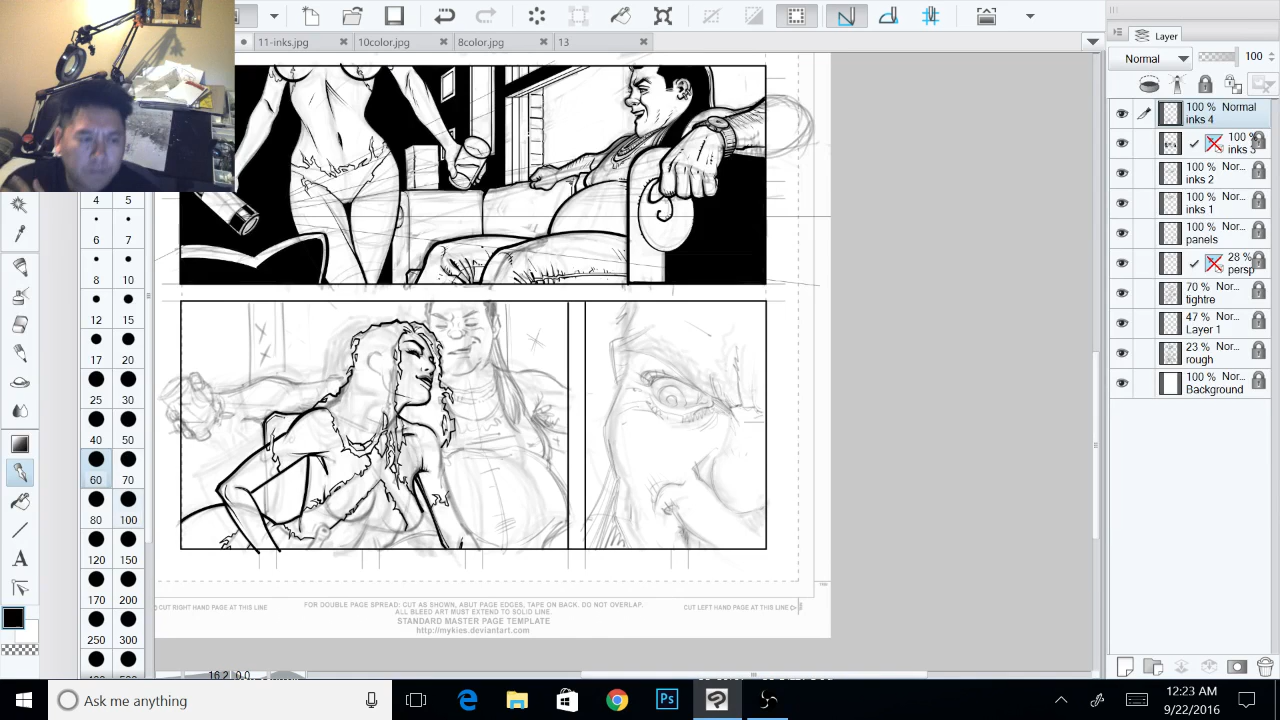 11-inks.jpg
10color.jpg
8color.jpg
13
Layer
Normal
100
100 % Normal
inks 4
100 %
inks
100 % Nor...
inks 2
100 % Nor...
inks 1
100 % Nor...
panels
28 %
persp
70 % Nor...
tightre
47 % Nor...
Layer 1
23 % Nor...
rough
100 % Nor...
Background
4 5
6 7
8 10
12 15
17 20
25 30
40 50
60 70
80 100
120 150
170 200
250 300
CUT RIGHT HAND PAGE AT THIS LINE
FOR DOUBLE PAGE SPREAD: CUT AS SHOWN, ABUT PAGE EDGES, TAPE ON BACK. DO NOT OVERLAP.
ALL BLEED ART MUST EXTEND TO SOLID LINE.
STANDARD MASTER PAGE TEMPLATE
http://mykies.deviantart.com
CUT LEFT HAND PAGE AT THIS LINE
16.2 0.0
Ask me anything
12:23 AM
9/22/2016